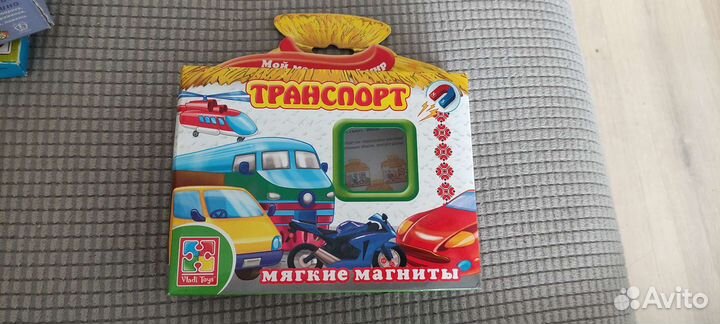 Мой
ТРАНСПОРТ
Vladi Toys
МЯГКИЕ МАГНИТЫ
Avito